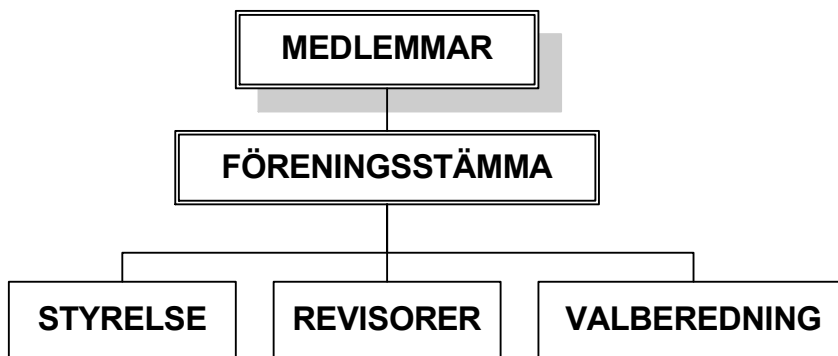 MEDLEMMAR
FÖRENINGSSTÄMMA
STYRELSE
REVISORER
VALBEREDNING